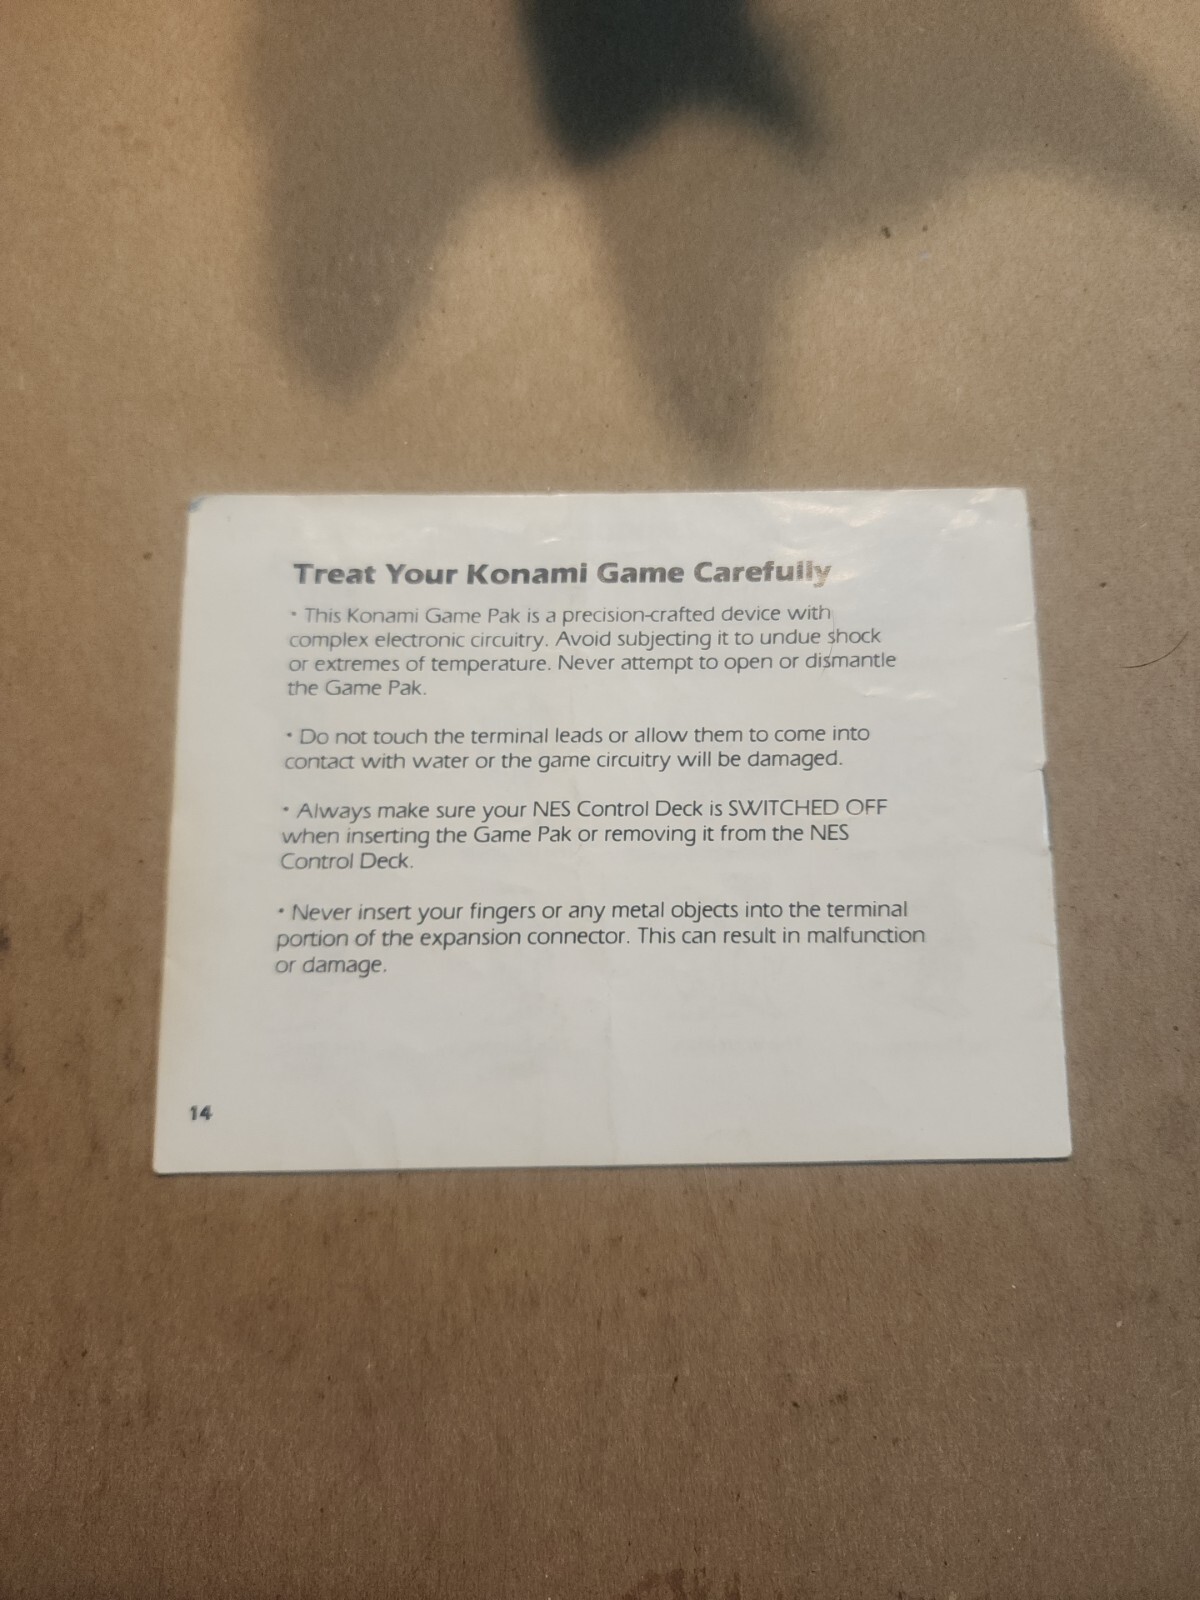 Treat Your Konami Game Carefully
• This Konami Game Pak is a precision-crafted device with
complex electronic circuitry. Avoid subjecting it to undue shock
or extremes of temperature. Never attempt to open or dismantle
the Game Pak.
• Do not touch the terminal leads or allow them to come into
contact with water or the game circuitry will be damaged.
• Always make sure your NES Control Deck is SWITCHED OFF
when inserting the Game Pak or removing it from the NES
Control Deck.
• Never insert your fingers or any metal objects into the terminal
portion of the expansion connector. This can result in malfunction
or damage.
14